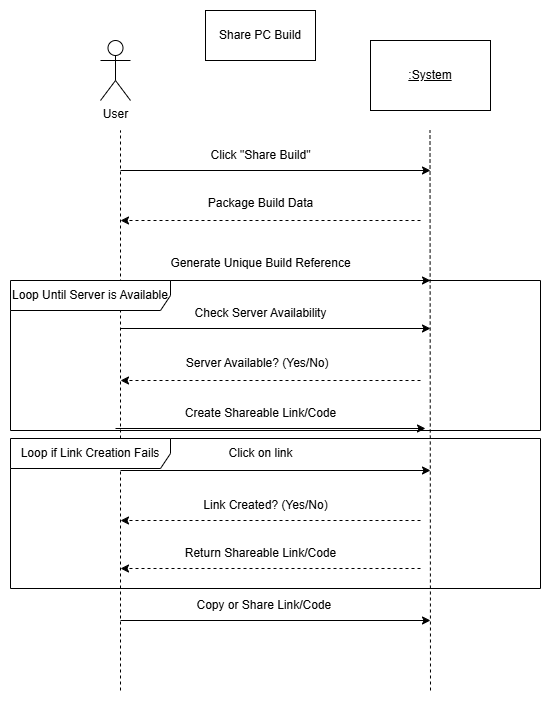 Share PC Build
:System
User
Click "Share Build"
Package Build Data
Generate Unique Build Reference
Loop Until Server is Available
Check Server Availability
Server Available? (Yes/No)
Create Shareable Link/Code
Loop if Link Creation Fails
Click on link
Link Created? (Yes/No)
Return Shareable Link/Code
Copy or Share Link/Code